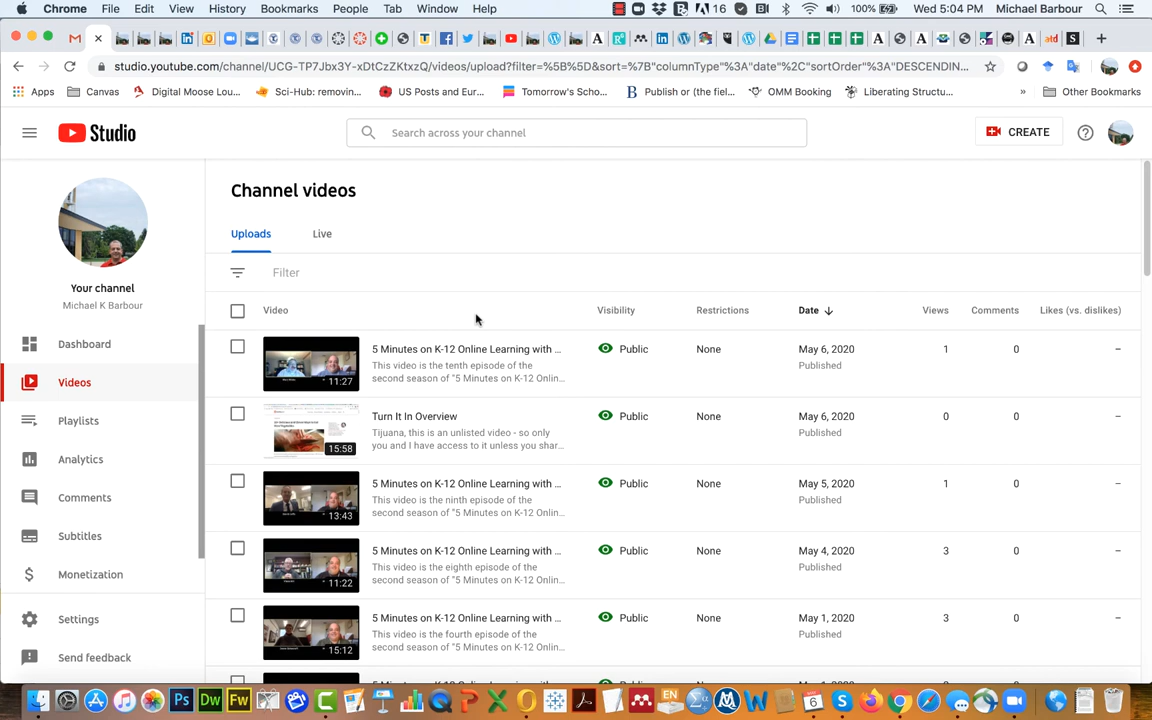 Chrome File Edit View History Bookmarks People Tab Window Help 16 100% Wed 5:04 PM Michael Barbour
studio.youtube.com/channel/UCG-TP7Jbx3Y-xDtCzZKtxzQ/videos/upload?filter=%5B%5D&sort=%7B"columnType"%3A"date"%2C"sortOrder"%3A"DESCENDIN...
Apps Canvas Digital Moose Lou... Sci-Hub: removin... US Posts and Eur... Tomorrow's Scho... Publish or (the fiel... OMM Booking Liberating Structu... » Other Bookmarks
Studio
Search across your channel
CREATE
Channel videos
Uploads Live
Filter
Your channel
Michael K Barbour
Dashboard
Videos
Playlists
Analytics
Comments
Subtitles
Monetization
Settings
Send feedback
Video Visibility Restrictions Date Views Comments Likes (vs. dislikes)
5 Minutes on K-12 Online Learning with ... Public None May 6, 2020 1 0 –
This video is the tenth episode of the Published
second season of "5 Minutes on K-12 Onlin...
11:27
Turn It In Overview Public None May 6, 2020 0 0 –
Tijuana, this is an unlisted video - so only Published
you and I have access to it unless you shar...
15:58
5 Minutes on K-12 Online Learning with ... Public None May 5, 2020 1 0 –
This video is the ninth episode of the Published
second season of "5 Minutes on K-12 Onlin...
13:43
5 Minutes on K-12 Online Learning with ... Public None May 4, 2020 3 0 –
This video is the eighth episode of the Published
second season of "5 Minutes on K-12 Onlin...
11:22
5 Minutes on K-12 Online Learning with ... Public None May 1, 2020 3 0 –
This video is the fourth episode of the Published
second season of "5 Minutes on K-12 Onlin...
15:12
Ps Dw Fw